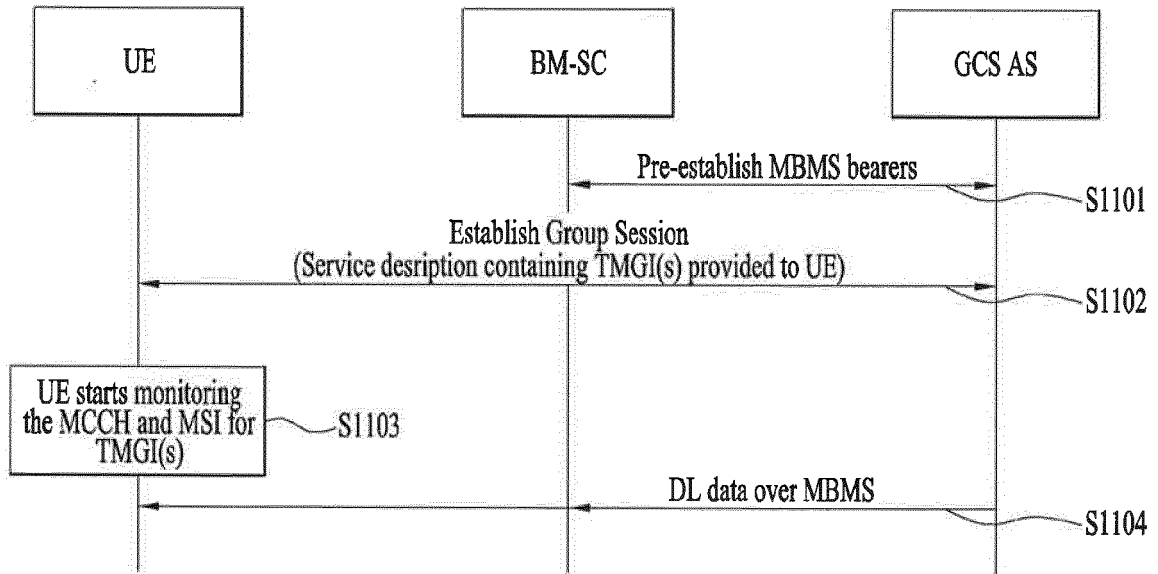 UE
BM-SC
GCS AS
Pre-establish MBMS bearers
S1101
Establish Group Session
(Service desription containing TMGI(s) provided to UE)
S1102
UE starts monitoring
the MCCH and MSI for
TMGI(s)
S1103
DL data over MBMS
S1104